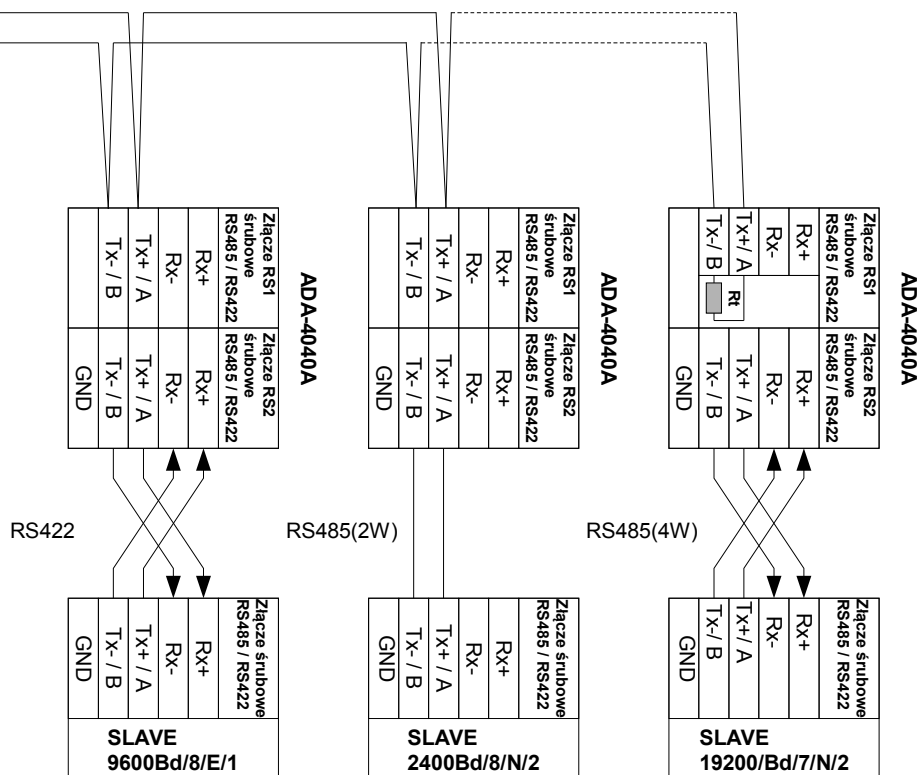 ADA-4040A
Złącze RS1
śrubowe
RS485 / RS422
Rx+
Rx-
Tx+ / A
Tx- / B
Złącze RS2
śrubowe
RS485 / RS422
Rx+
Rx-
Tx+ / A
Tx- / B
GND
RS422
Złącze śrubowe
RS485 / RS422
Rx+
Rx-
Tx+ / A
Tx- / B
GND
SLAVE
9600Bd/8/E/1
ADA-4040A
Złącze RS1
śrubowe
RS485 / RS422
Rx+
Rx-
Tx+ / A
Tx- / B
Złącze RS2
śrubowe
RS485 / RS422
Rx+
Rx-
Tx+ / A
Tx- / B
GND
RS485(2W)
Złącze śrubowe
RS485 / RS422
Rx+
Rx-
Tx+ / A
Tx- / B
GND
SLAVE
2400Bd/8/N/2
ADA-4040A
Złącze RS1
śrubowe
RS485 / RS422
Rx+
Rx-
Tx+/ A
Tx-/ B
Rt
Złącze RS2
śrubowe
RS485 / RS422
Rx+
Rx-
Tx+ / A
Tx- / B
GND
RS485(4W)
Złącze śrubowe
RS485 / RS422
Rx+
Rx-
Tx+/ A
Tx-/ B
GND
SLAVE
19200/Bd/7/N/2